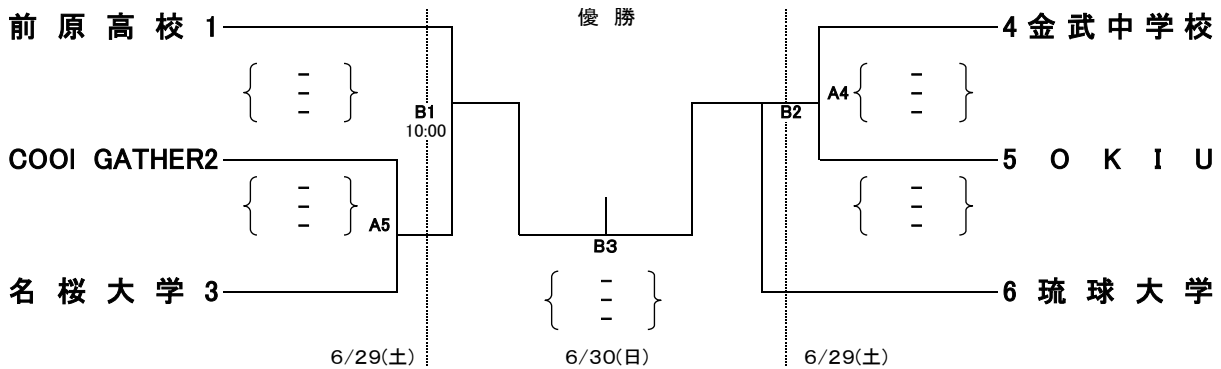 優 勝
前 原 高 校 1
4 金 武 中 学 校
{ - - - }
{ - - - }
A4
B1
10:00
B2
COOl GATHER2
5 O K I U
{ - - - }
{ - - - }
A5
B3
名 桜 大 学 3
6 琉 球 大 学
{ - - - }
6/29(土)
6/30(日)
6/29(土)